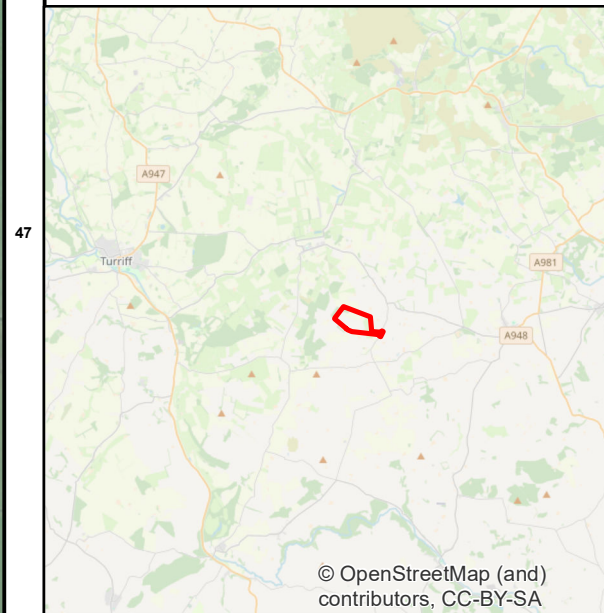 A947
47
Turriff
A981
A948
© OpenStreetMap (and)
contributors, CC-BY-SA